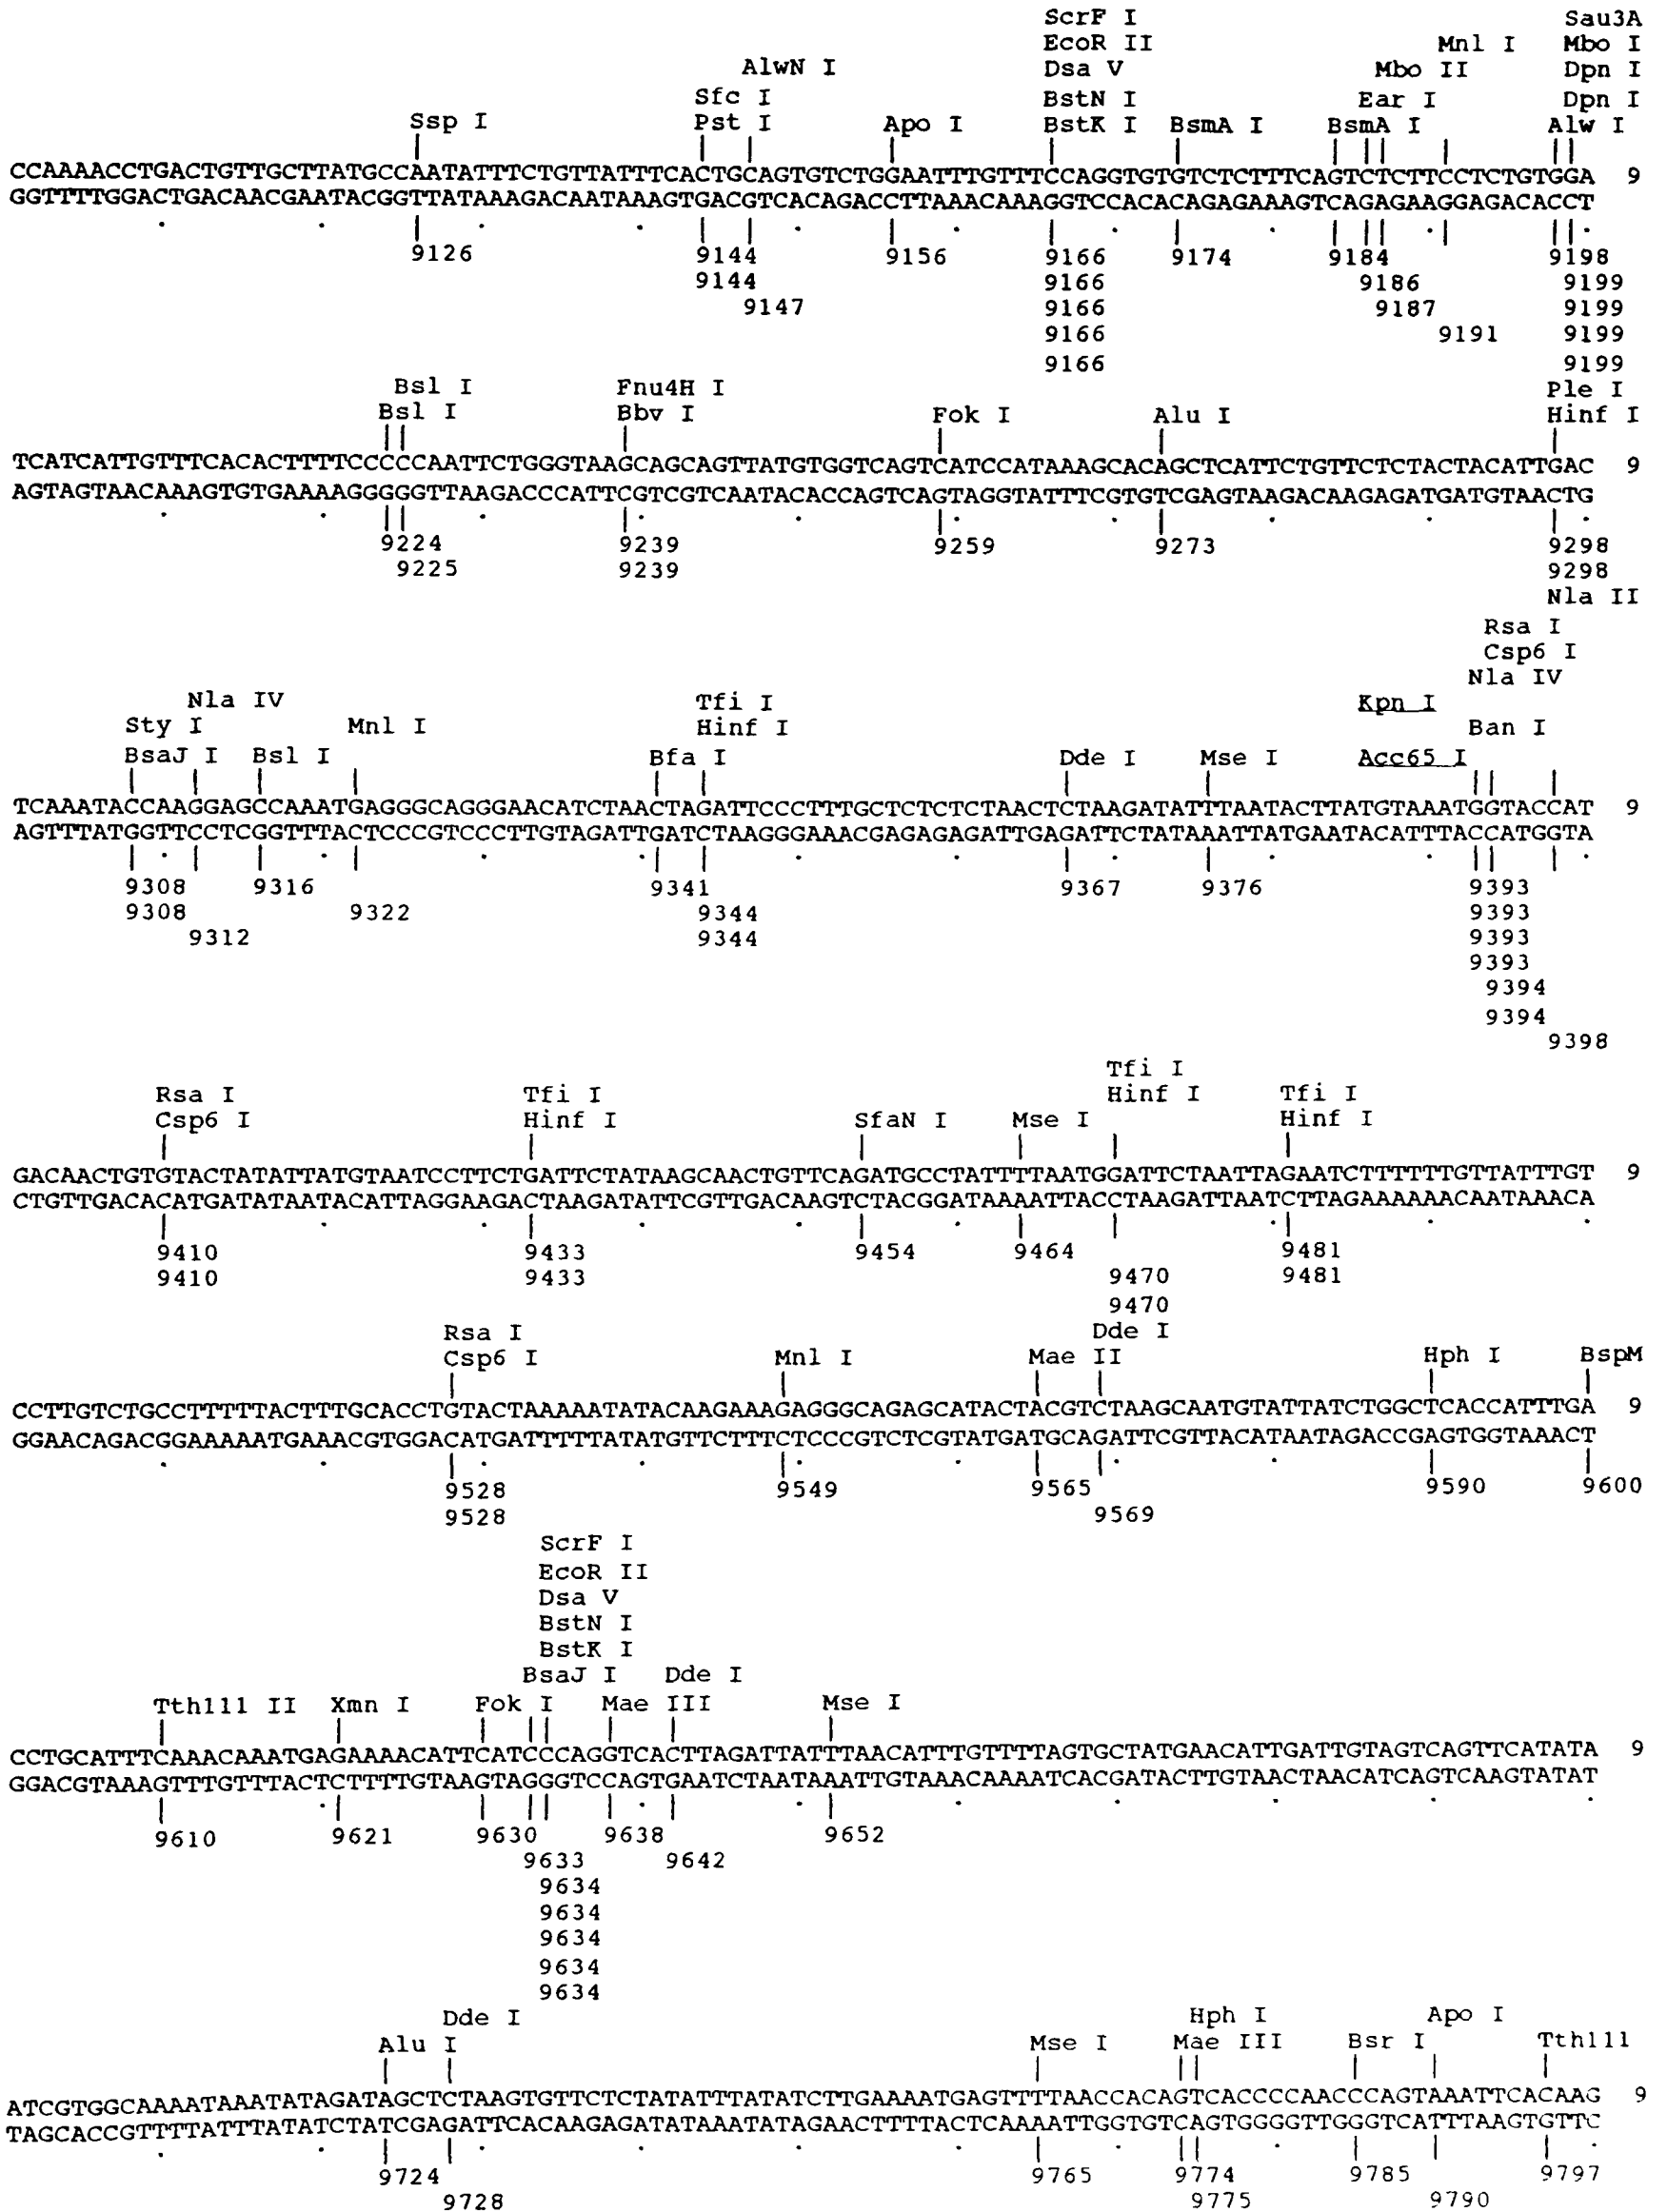 ScrF I Sau3A
EcoR II Mnl I Mbo I
AlwN I Dsa V Mbo II Dpn I
Sfc I BstN I Ear I Dpn I
Ssp I Pst I Apo I BstK I BsmA I BsmA I Alw I
CCAAAACCTGACTGTTGCTTATGCCAATATTTCTGTTATTTCACTGCAGTGTCTGGAATTTGTTTCCAGGTGTGTCTCTTTCAGTCTCTTCCTCTGTGGA 9
GGTTTTGGACTGACAACGAATACGGTTATAAAGACAATAAAGTGACGTCACAGACCTTAAACAAAGGTCCACACAGAGAAAGTCAGAGAAGGAGACACCT
9126 9144 9156 9166 9174 9184 9198
9144 9166 9186 9199
9147 9166 9187 9199
9166 9191 9199
9166 9199
Bsl I Fnu4H I Ple I
Bsl I Bbv I Fok I Alu I Hinf I
TCATCATTGTTTCACACTTTTCCCCCCAATTCTGGGTAAGCAGCAGTTATGTGGTCAGTCATCCATAAAGCACAGCTCATTCTGTTCTCTACTACATTGAC 9
AGTAGTAACAAAGTGTGAAAAGGGGGGTTAAGACCCATTCGTCGTCAATACACCAGTCAGTAGGTATTTCGTGTCGAGTAAGACAAGAGATGATGTAACTG
9224 9239 9259 9273 9298
9225 9239 9298
Nla II
Rsa I
Csp6 I
Nla IV
Nla IV Tfi I Kpn I
Sty I Mnl I Hinf I Ban I
BsaJ I Bsl I Bfa I Dde I Mse I Acc65 I
TCAAATACCAAGGAGCCAAATGAGGGCAGGGAACATCTAACTAGATTCCCTTTGCTCTCTCTAACTCTAAGATATTTAATACTTATGTAAATGGTACCAT 9
AGTTTATGGTTCCTCGGTTTACTCCCGTCCCTTGTAGATTGATCTAAGGGAAACGAGAGAGATTGAGATTCTATAAATTATGAATACATTTACCATGGTA
9308 9316 9341 9367 9376 9393
9308 9322 9344 9393
9312 9344 9393
9393
9394
9394
9398
Tfi I
Rsa I Tfi I Hinf I Tfi I
Csp6 I Hinf I SfaN I Mse I Hinf I
GACAACTGTGTACTATATTATGTAATCCTTCTGATTCTATAAGCAACTGTTCAGATGCCTATTTTAATGGATTCTAATTAGAATCTTTTTTGTTATTTGT 9
CTGTTGACACATGATATAATACATTAGGAAGACTAAGATATTCGTTGACAAGTCTACGGATAAAATTACCTAAGATTAATCTTAGAAAAAACAATAAACA
9410 9433 9454 9464 9481
9410 9433 9470 9481
9470
Rsa I Dde I
Csp6 I Mnl I Mae II Hph I BspM
CCTTGTCTGCCTTTTTACTTTGCACCTGTACTAAAAATATACAAGAAAGAGGGCAGAGCATACTACGTCTAAGCAATGTATTATCTGGCTCACCATTTGA 9
GGAACAGACGGAAAAATGAAACGTGGACATGATTTTTATATGTTCTTTCTCCCGTCTCGTATGATGCAGATTCGTTACATAATAGACCGAGTGGTAAACT
9528 9549 9565 9590 9600
9528 9569
ScrF I
EcoR II
Dsa V
BstN I
BstK I
BsaJ I Dde I
Tth111 II Xmn I Fok I Mae III Mse I
CCTGCATTTCAAACAAATGAGAAAACATTCATCCCAGGTCACTTAGATTATTTAACATTTGTTTTAGTGCTATGAACATTGATTGTAGTCAGTTCATATA 9
GGACGTAAAGTTTGTTTACTCTTTTGTAAGTAGGGTCCAGTGAATCTAATAAATTGTAAACAAAATCACGATACTTGTAACTAACATCAGTCAAGTATAT
9610 9621 9630 9638 9652
9633 9642
9634
9634
9634
9634
9634
Dde I Hph I Apo I
Alu I Mse I Mae III Bsr I Tth111
ATCGTGGCAAAATAAATATAGATAGCTCTAAGTGTTCTCTATATTTATATCTTGAAAATGAGTTTTAACCACAGTCACCCCAACCCAGTAAATTCACAAG 9
TAGCACCGTTTTATTTATATCTATCGAGATTCACAAGAGATATAAATATAGAACTTTTACTCAAAATTGGTGTCAGTGGGGTTGGGTCATTTAAGTGTTC
9724 9765 9774 9785 9797
9728 9775 9790